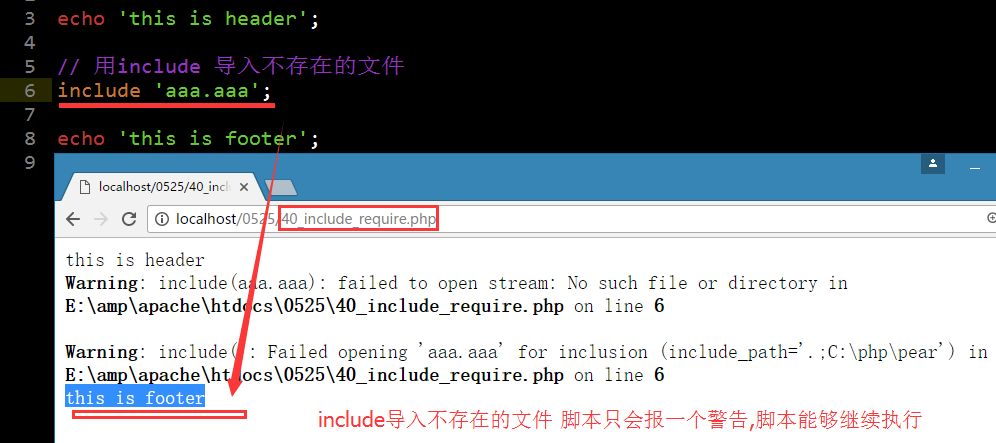 3 echo 'this is header';
4
5 // 用include 导入不存在的文件
6 include 'aaa.aaa';
7
8 echo 'this is footer';
9
localhost/0525/40_incl
localhost/0525/40_include_require.php
this is header
Warning: include(aaa.aaa): failed to open stream: No such file or directory in
E:\amp\apache\htdocs\0525\40_include_require.php on line 6
Warning: include(): Failed opening 'aaa.aaa' for inclusion (include_path='.;C:\php\pear') in
E:\amp\apache\htdocs\0525\40_include_require.php on line 6
this is footer
include导入不存在的文件 脚本只会报一个警告,脚本能够继续执行